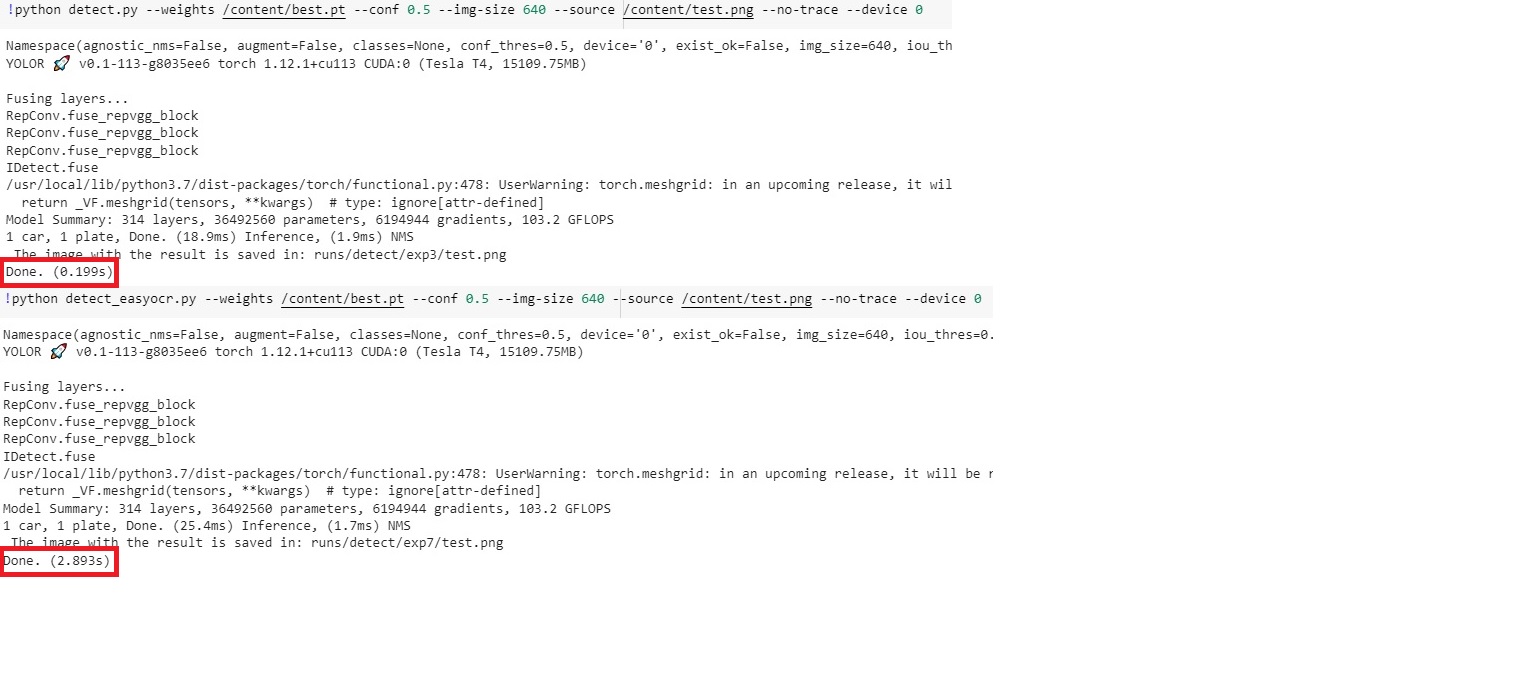 !python detect.py --weights /content/best.pt --conf 0.5 --img-size 640 --source /content/test.png --no-trace --device 0
Namespace(agnostic_nms=False, augment=False, classes=None, conf_thres=0.5, device='0', exist_ok=False, img_size=640, iou_th
YOLOR 🚀 v0.1-113-g8035ee6 torch 1.12.1+cu113 CUDA:0 (Tesla T4, 15109.75MB)
Fusing layers...
RepConv.fuse_repvgg_block
RepConv.fuse_repvgg_block
RepConv.fuse_repvgg_block
IDetect.fuse
/usr/local/lib/python3.7/dist-packages/torch/functional.py:478: UserWarning: torch.meshgrid: in an upcoming release, it wil
return _VF.meshgrid(tensors, **kwargs)  # type: ignore[attr-defined]
Model Summary: 314 layers, 36492560 parameters, 6194944 gradients, 103.2 GFLOPS
1 car, 1 plate, Done. (18.9ms) Inference, (1.9ms) NMS
The image with the result is saved in: runs/detect/exp3/test.png
Done. (0.199s)
!python detect_easyocr.py --weights /content/best.pt --conf 0.5 --img-size 640 --source /content/test.png --no-trace --device 0
Namespace(agnostic_nms=False, augment=False, classes=None, conf_thres=0.5, device='0', exist_ok=False, img_size=640, iou_thres=0.
YOLOR 🚀 v0.1-113-g8035ee6 torch 1.12.1+cu113 CUDA:0 (Tesla T4, 15109.75MB)
Fusing layers...
RepConv.fuse_repvgg_block
RepConv.fuse_repvgg_block
RepConv.fuse_repvgg_block
IDetect.fuse
/usr/local/lib/python3.7/dist-packages/torch/functional.py:478: UserWarning: torch.meshgrid: in an upcoming release, it will be r
return _VF.meshgrid(tensors, **kwargs)  # type: ignore[attr-defined]
Model Summary: 314 layers, 36492560 parameters, 6194944 gradients, 103.2 GFLOPS
1 car, 1 plate, Done. (25.4ms) Inference, (1.7ms) NMS
The image with the result is saved in: runs/detect/exp7/test.png
Done. (2.893s)